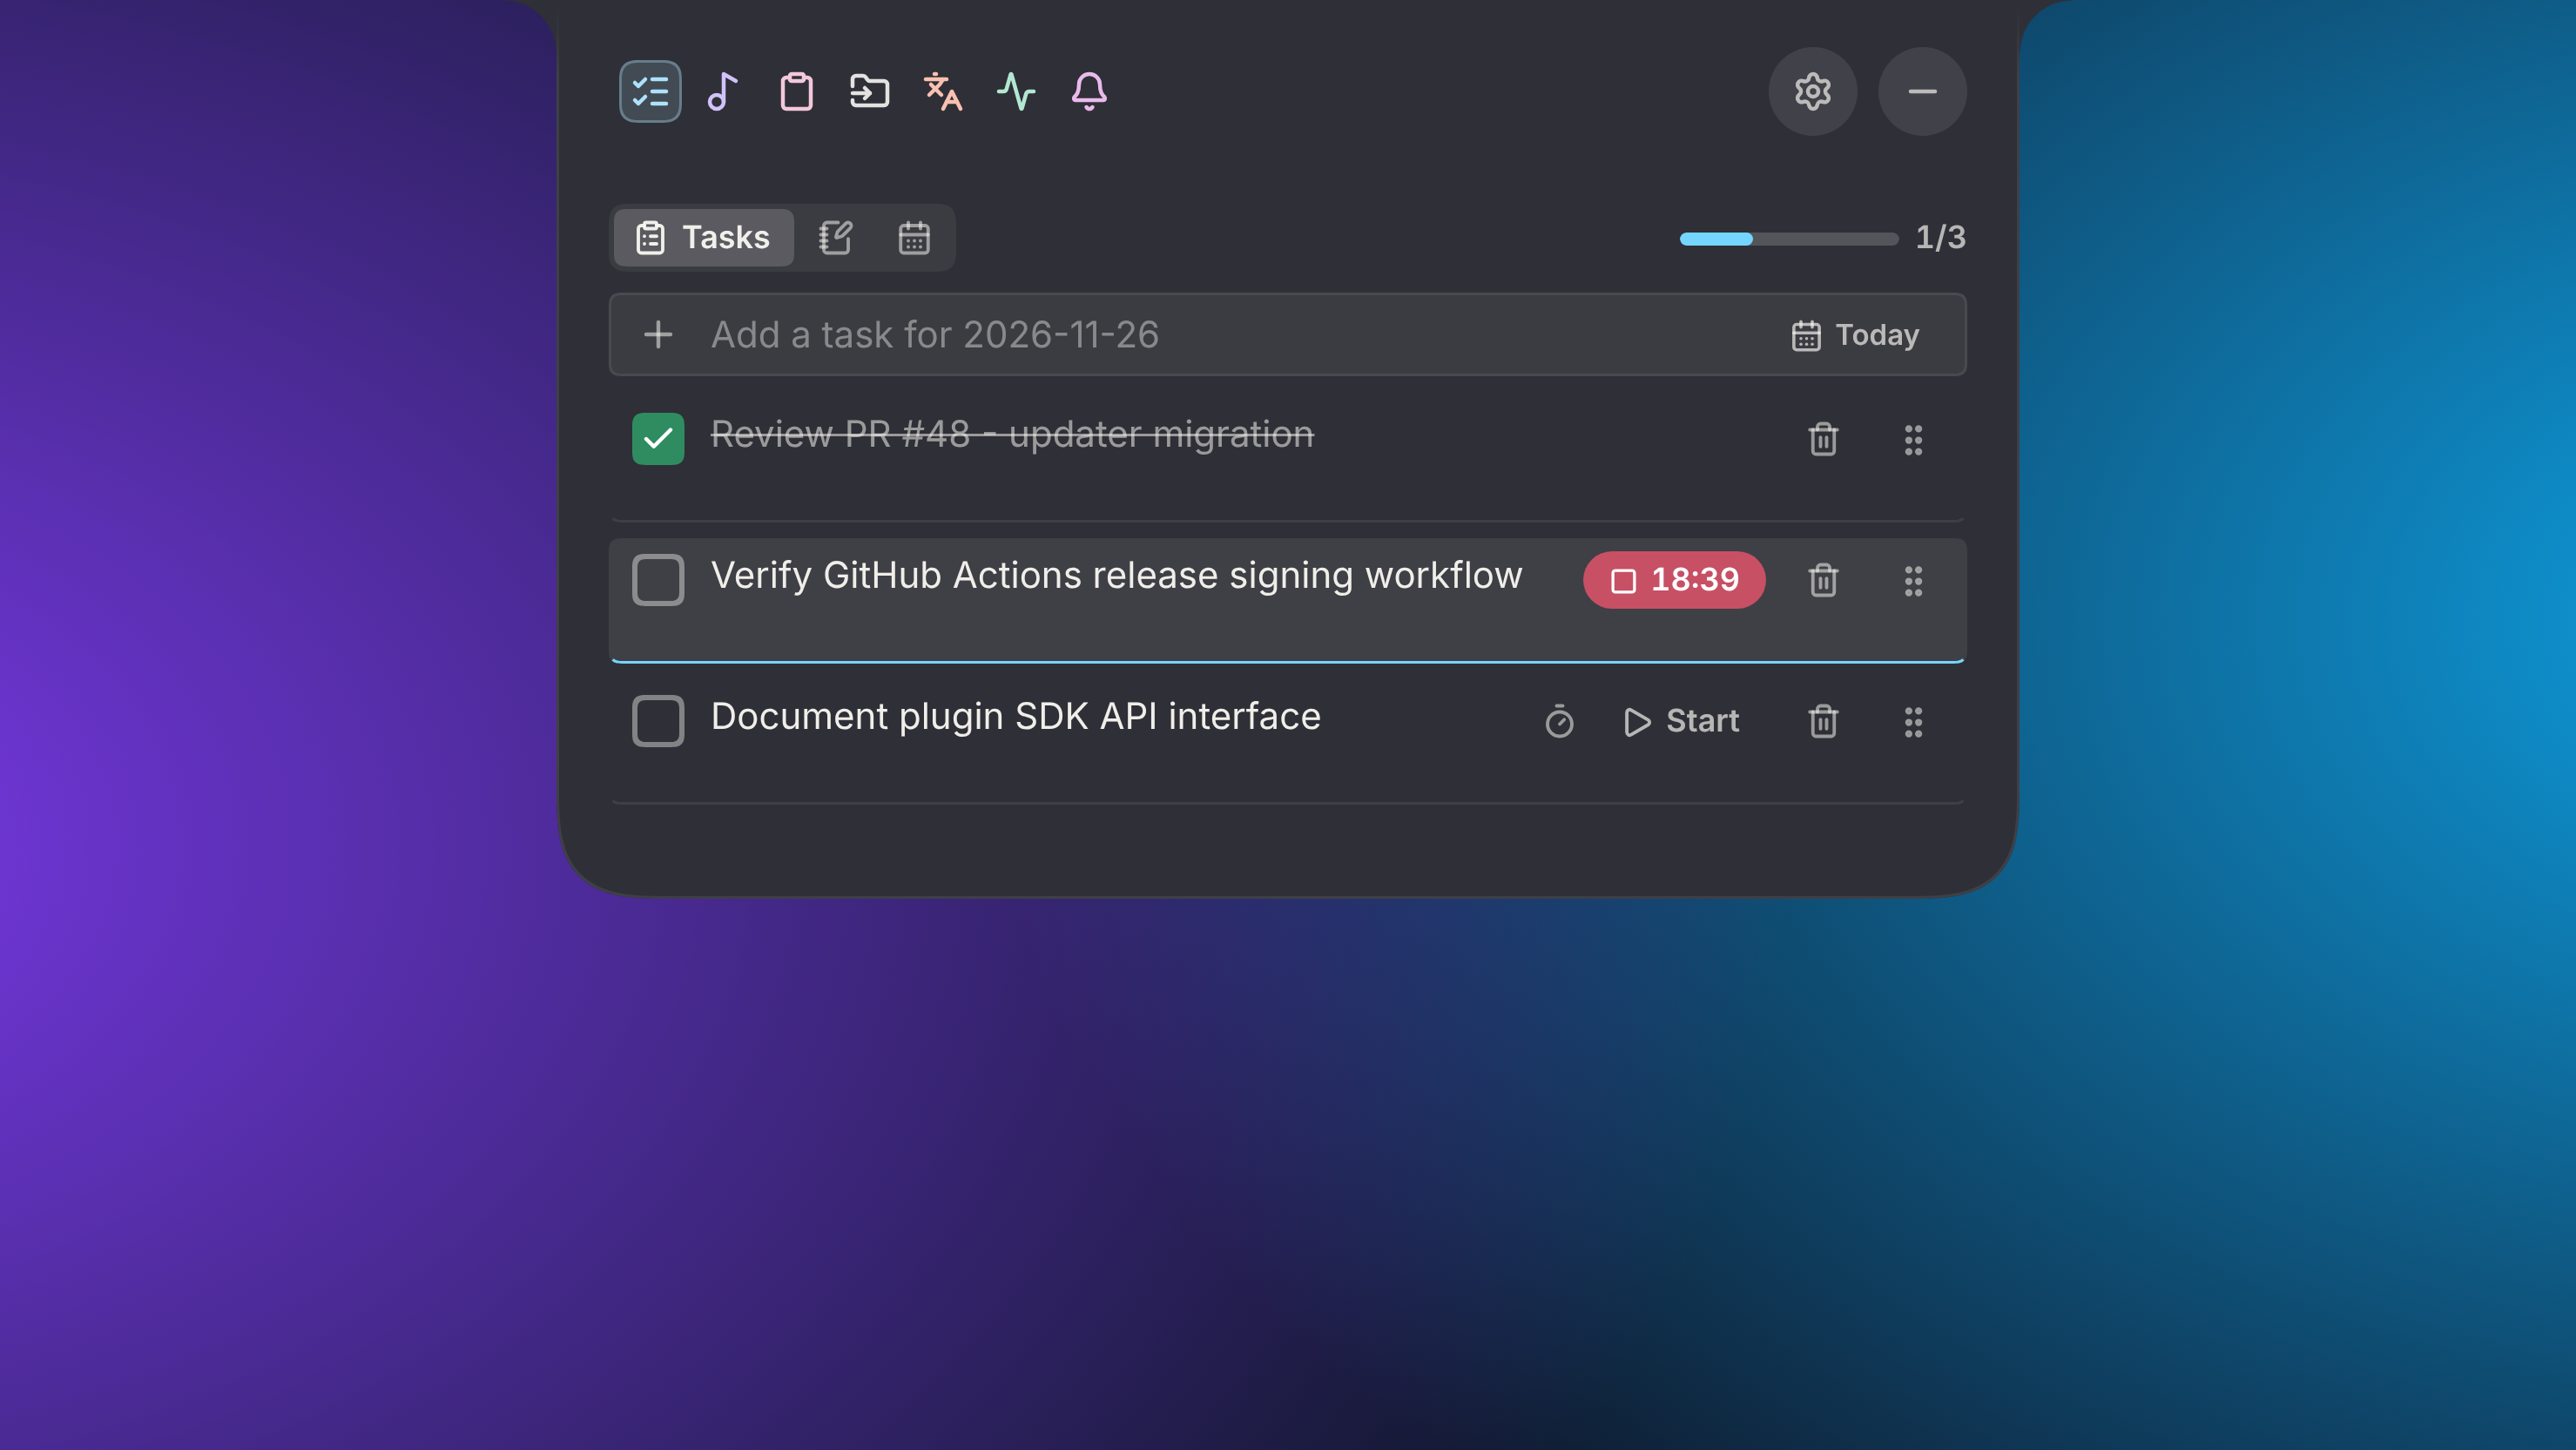 Tasks
1/3
Add a task for 2026-11-26
Today
Review PR #48 - updater migration
Verify GitHub Actions release signing workflow
18:39
Document plugin SDK API interface
Start